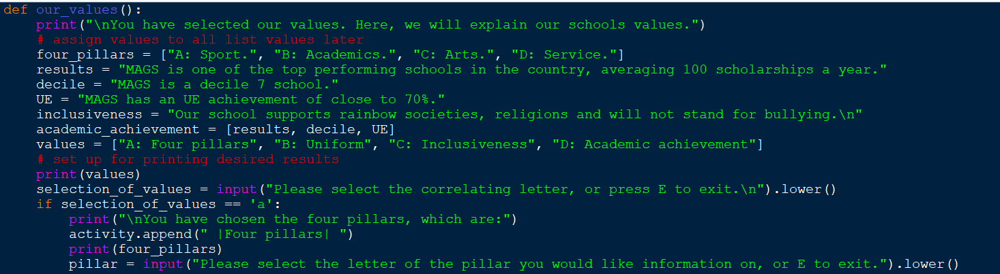 def our_values():
    print("\nYou have selected our values. Here, we will explain our schools values.")
    # assign values to all list values later
    four_pillars = ["A: Sport.", "B: Academics.", "C: Arts.", "D: Service."]
    results = "MAGS is one of the top performing schools in the country, averaging 100 scholarships a year."
    decile = "MAGS is a decile 7 school."
    UE = "MAGS has an UE achievement of close to 70%."
    inclusiveness = "Our school supports rainbow societies, religions and will not stand for bullying.\n"
    academic_achievement = [results, decile, UE]
    values = ["A: Four pillars", "B: Uniform", "C: Inclusiveness", "D: Academic achievement"]
    # set up for printing desired results
    print(values)
    selection_of_values = input("Please select the correlating letter, or press E to exit.\n").lower()
    if selection_of_values == 'a':
        print("\nYou have chosen the four pillars, which are:")
        activity.append(" |Four pillars| ")
        print(four_pillars)
        pillar = input("Please select the letter of the pillar you would like information on, or E to exit.").lower()